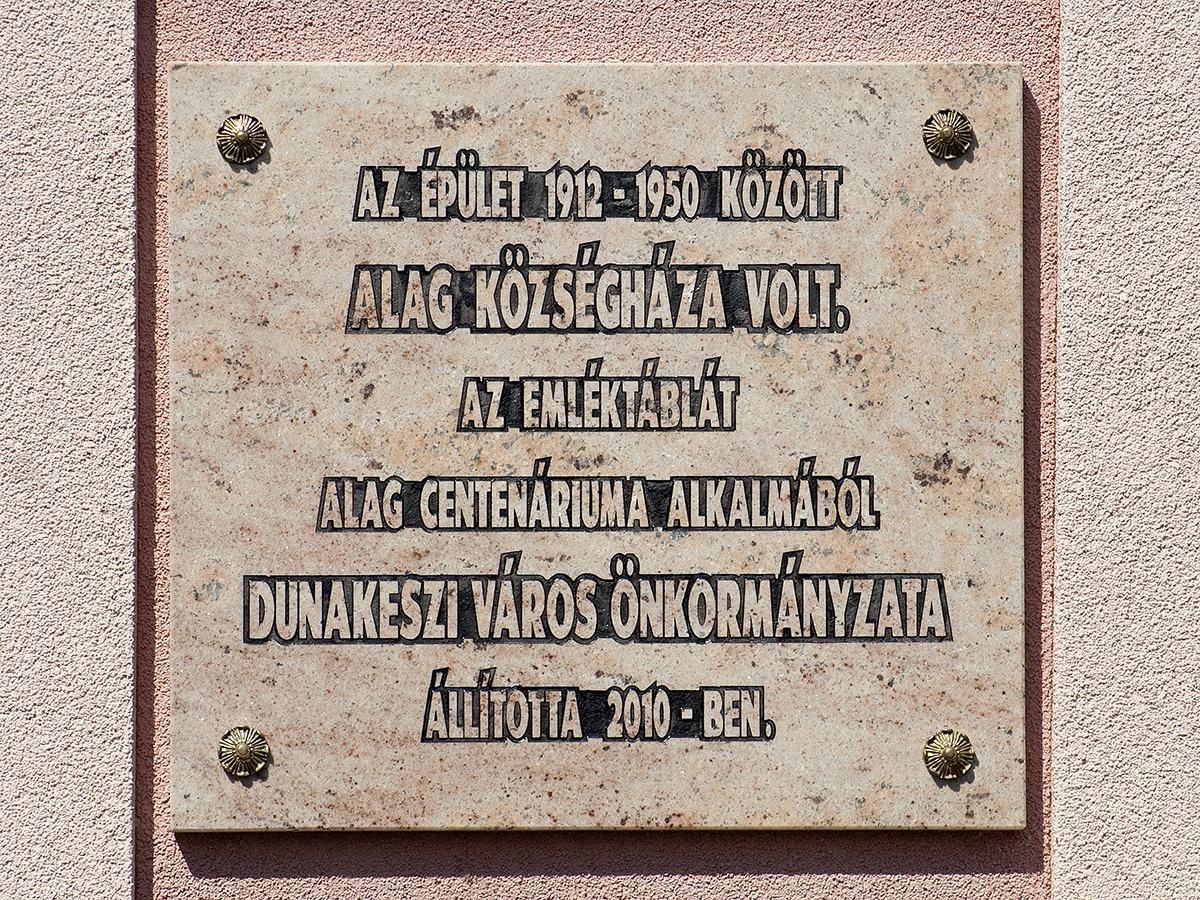 AZ ÉPÜLET 1912 - 1950 KÖZÖTT
ALAG KÖZSÉGHÁZA VOLT.
AZ EMLÉKTÁBLÁT
ALAG CENTENÁRIUMA ALKALMÁBÓL
DUNAKESZI VÁROS ÖNKORMÁNYZATA
ÁLLÍTOTTA 2010 - BEN.